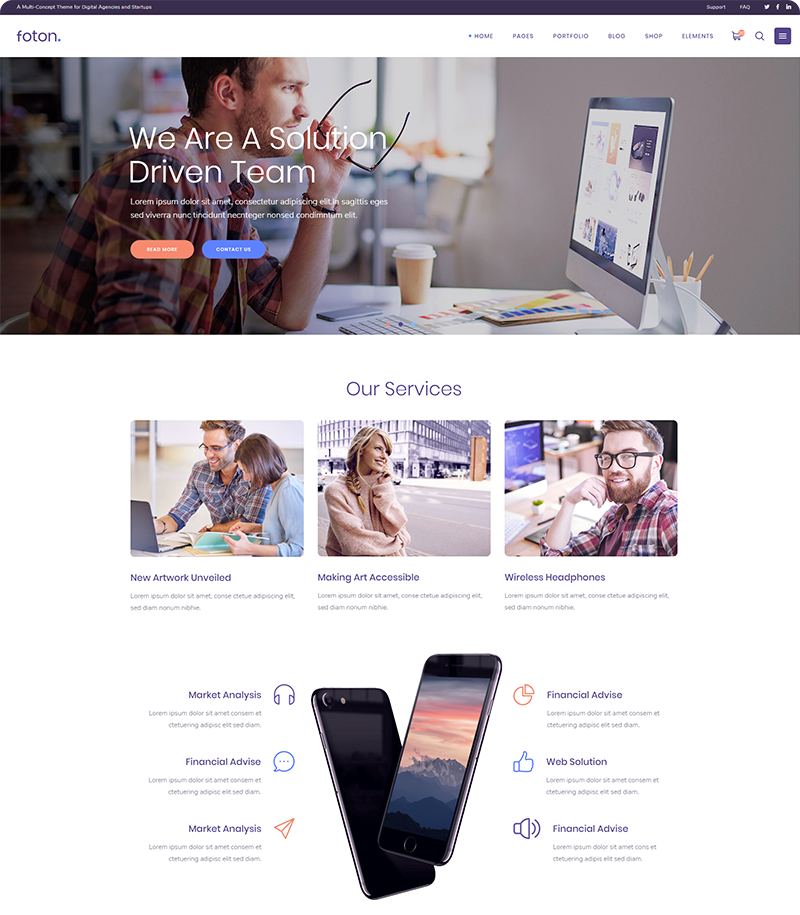 A Multi-Concept Theme for Digital Agencies and Startups
Support
FAQ
foton.
HOME
PAGES
PORTFOLIO
BLOG
SHOP
ELEMENTS
We Are A Solution
Driven Team
Lorem ipsum dolor sit amet, consectetur adipiscing elit.In sagittis eges
sed viverra nunc tincidunt necnteger nonsed condimntum elit.
READ MORE
CONTACT US
Our Services
New Artwork Unveiled
Lorem ipsum dolor sit amet, conse ctetue adipiscing elit,
sed diam nonum nibhie.
Making Art Accessible
Lorem ipsum dolor sit amet, conse ctetue adipiscing elit,
sed diam nonum nibhie.
Wireless Headphones
Lorem ipsum dolor sit amet, conse ctetue adipiscing elit,
sed diam nonum nibhie.
Market Analysis
Lorem ipsum dolor sit amet consem et
ctetuering adipisc elit sed diam.
Financial Advise
Lorem ipsum dolor sit amet consem et
ctetuering adipisc elit sed diam.
Market Analysis
Lorem ipsum dolor sit amet consem et
ctetuering adipisc elit sed diam.
Financial Advise
Lorem ipsum dolor sit amet consem et
ctetuering adipisc elit sed diam.
Web Solution
Lorem ipsum dolor sit amet consem et
ctetuering adipisc elit sed diam.
Financial Advise
Lorem ipsum dolor sit amet cons et
ctetuering adipis elit sed diam.